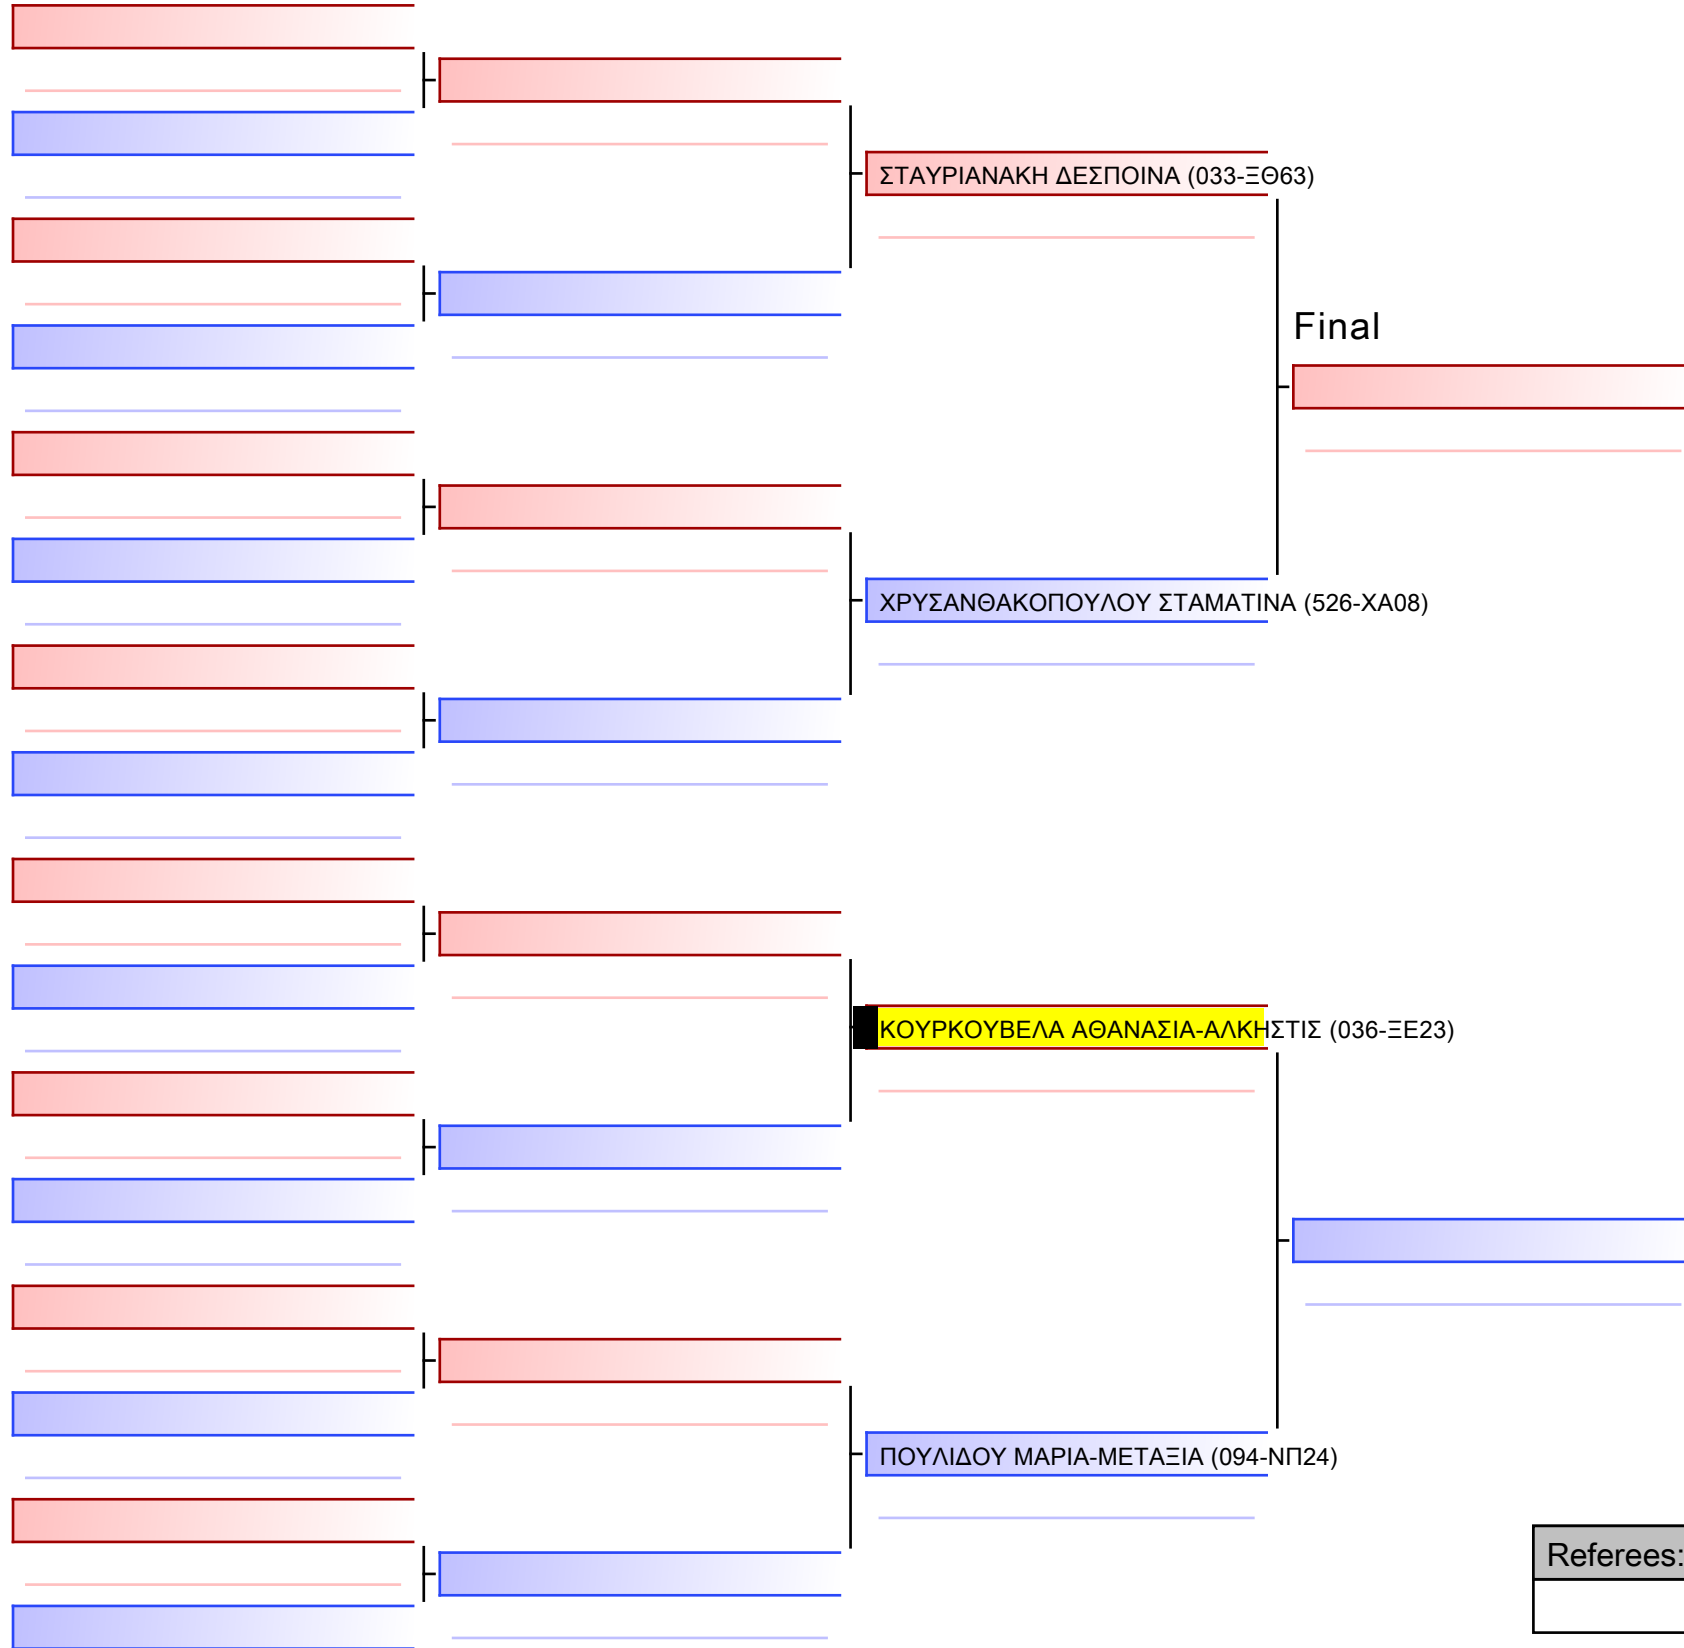 ΣΤΑΥΡΙΑΝΑΚΗ ΔΕΣΠΟΙΝΑ (033-ΞΘ63)
Final
ΧΡΥΣΑΝΘΑΚΟΠΟΥΛΟΥ ΣΤΑΜΑΤΙΝΑ (526-ΧΑ08)
ΚΟΥΡΚΟΥΒΕΛΑ ΑΘΑΝΑΣΙΑ-ΑΛΚΗΣΤΙΣ (036-ΞΕ23)
ΠΟΥΛΙΔΟΥ ΜΑΡΙΑ-ΜΕΤΑΞΙΑ (094-ΝΠ24)
Referees: